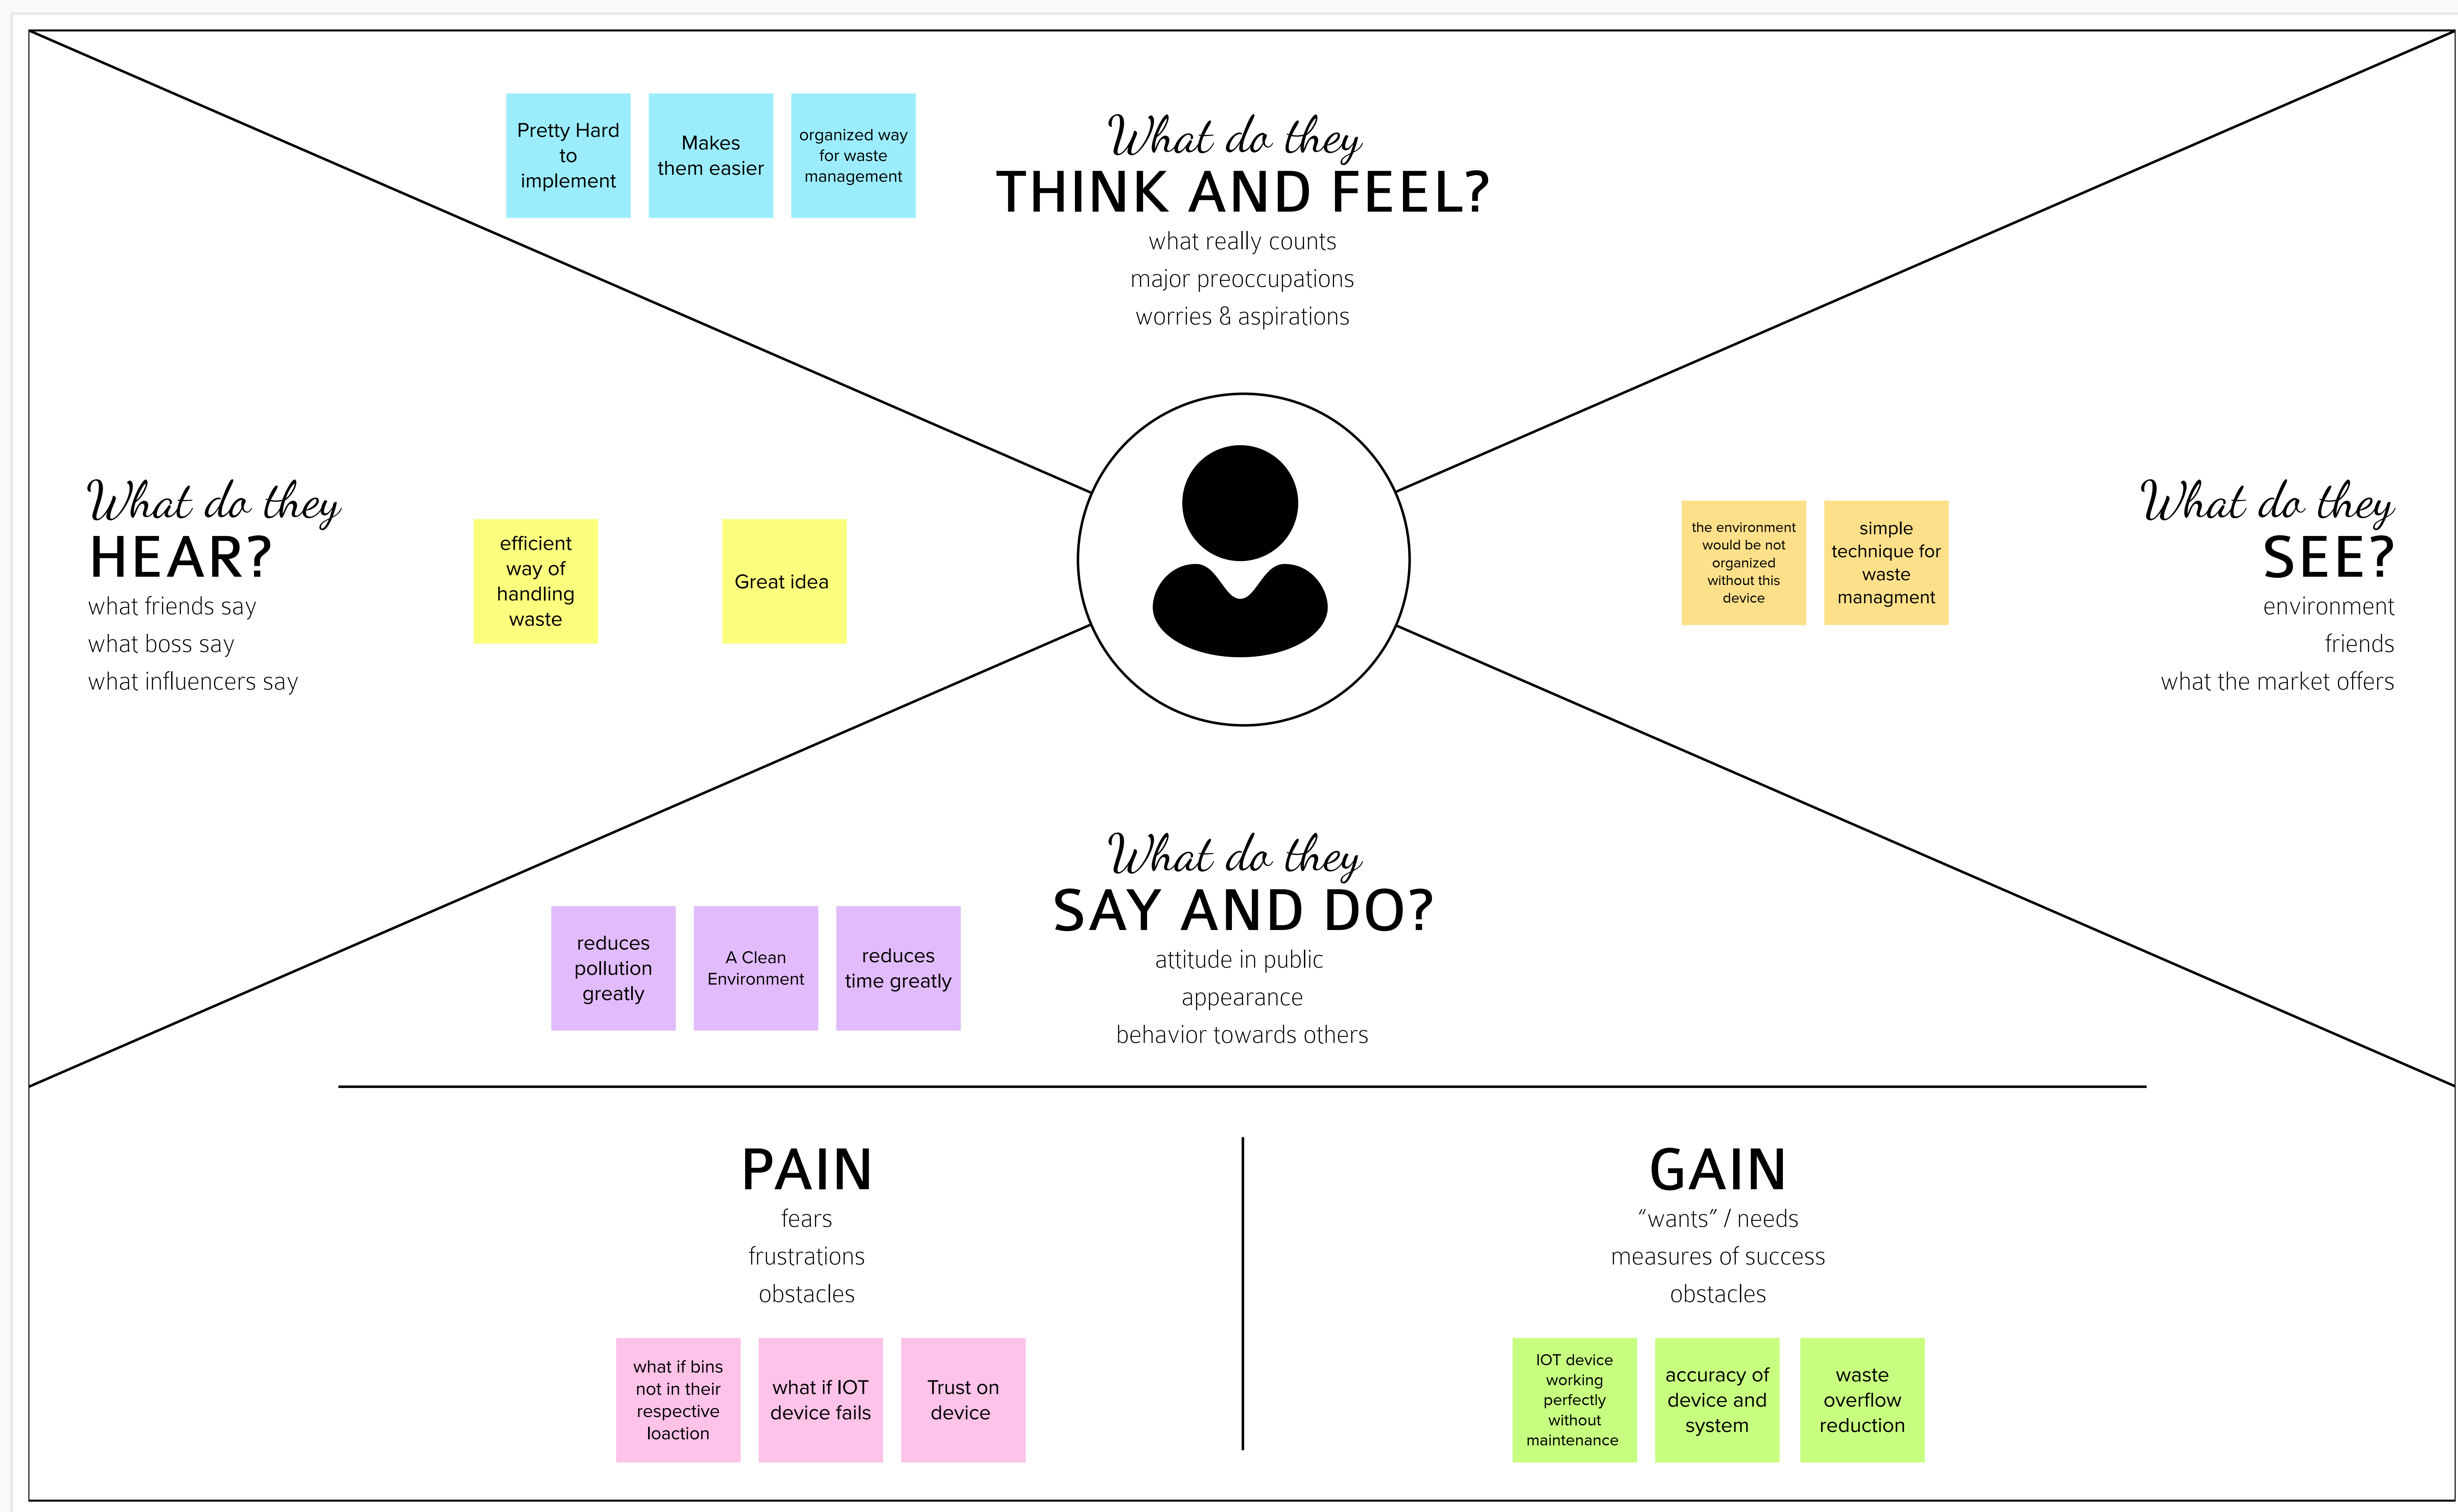 Pretty Hard
to
implement
Makes
them easier
organized way
for waste
management
What do they
THINK AND FEEL?
what really counts
major preoccupations
worries & aspirations
What do they
HEAR?
what friends say
what boss say
what influencers say
efficient
way of
handling
waste
Great idea
the environment
would be not
organized
without this
device
simple
technique for
waste
managment
What do they
SEE?
environment
friends
what the market offers
What do they
SAY AND DO?
attitude in public
appearance
behavior towards others
reduces
pollution
greatly
A Clean
Environment
reduces
time greatly
PAIN
fears
frustrations
obstacles
what if bins
not in their
respective
loaction
what if IOT
device fails
Trust on
device
GAIN
“wants” / needs
measures of success
obstacles
IOT device
working
perfectly
without
maintenance
accuracy of
device and
system
waste
overflow
reduction